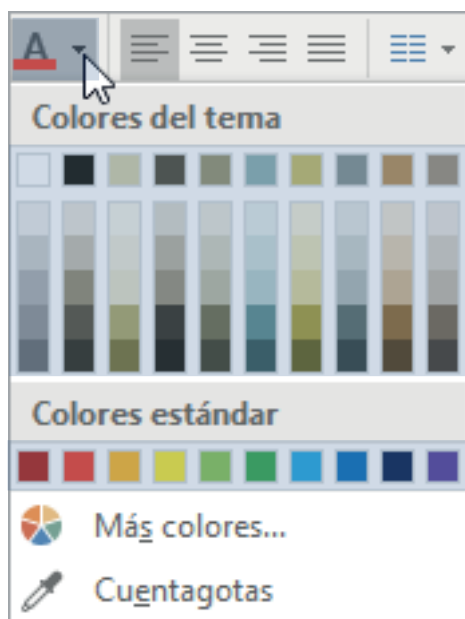 A
Colores del tema
Colores estándar
Más colores...
Cuentagotas